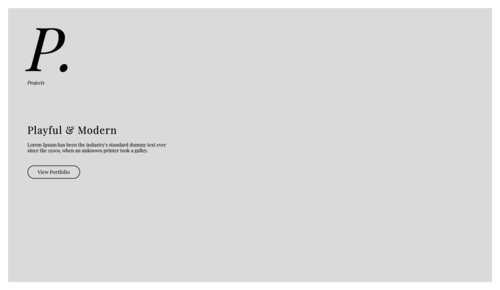 P.
Projects
Playful & Modern
Lorem Ipsum has been the industry's standard dummy text ever
since the 1500s, when an unknown printer took a galley.
View Portfolio